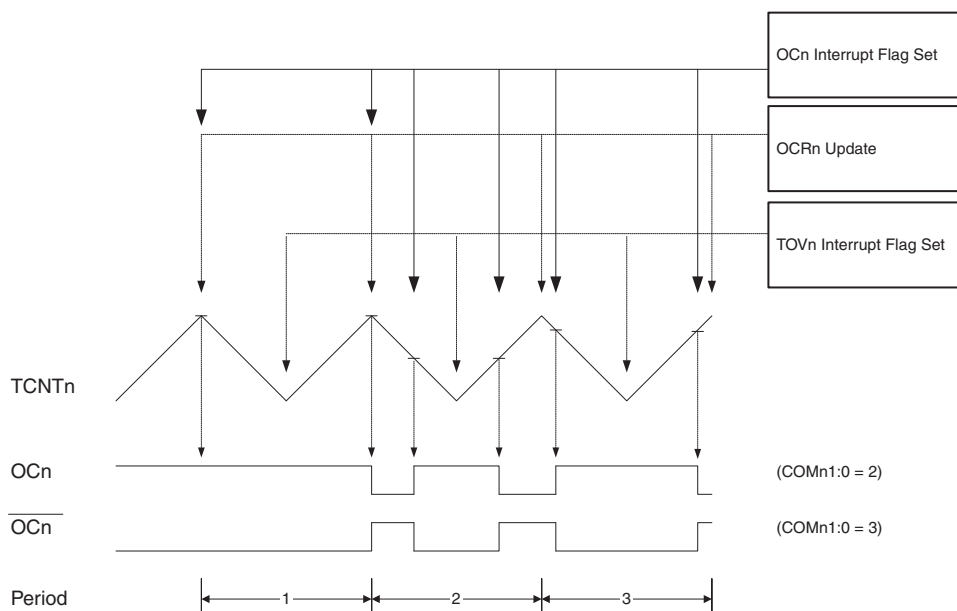 OCn Interrupt Flag Set
OCRn Update
TOVn Interrupt Flag Set
TCNTn
OCn
(COMn1:0 = 2)
OCn
(COMn1:0 = 3)
Period
1
2
3